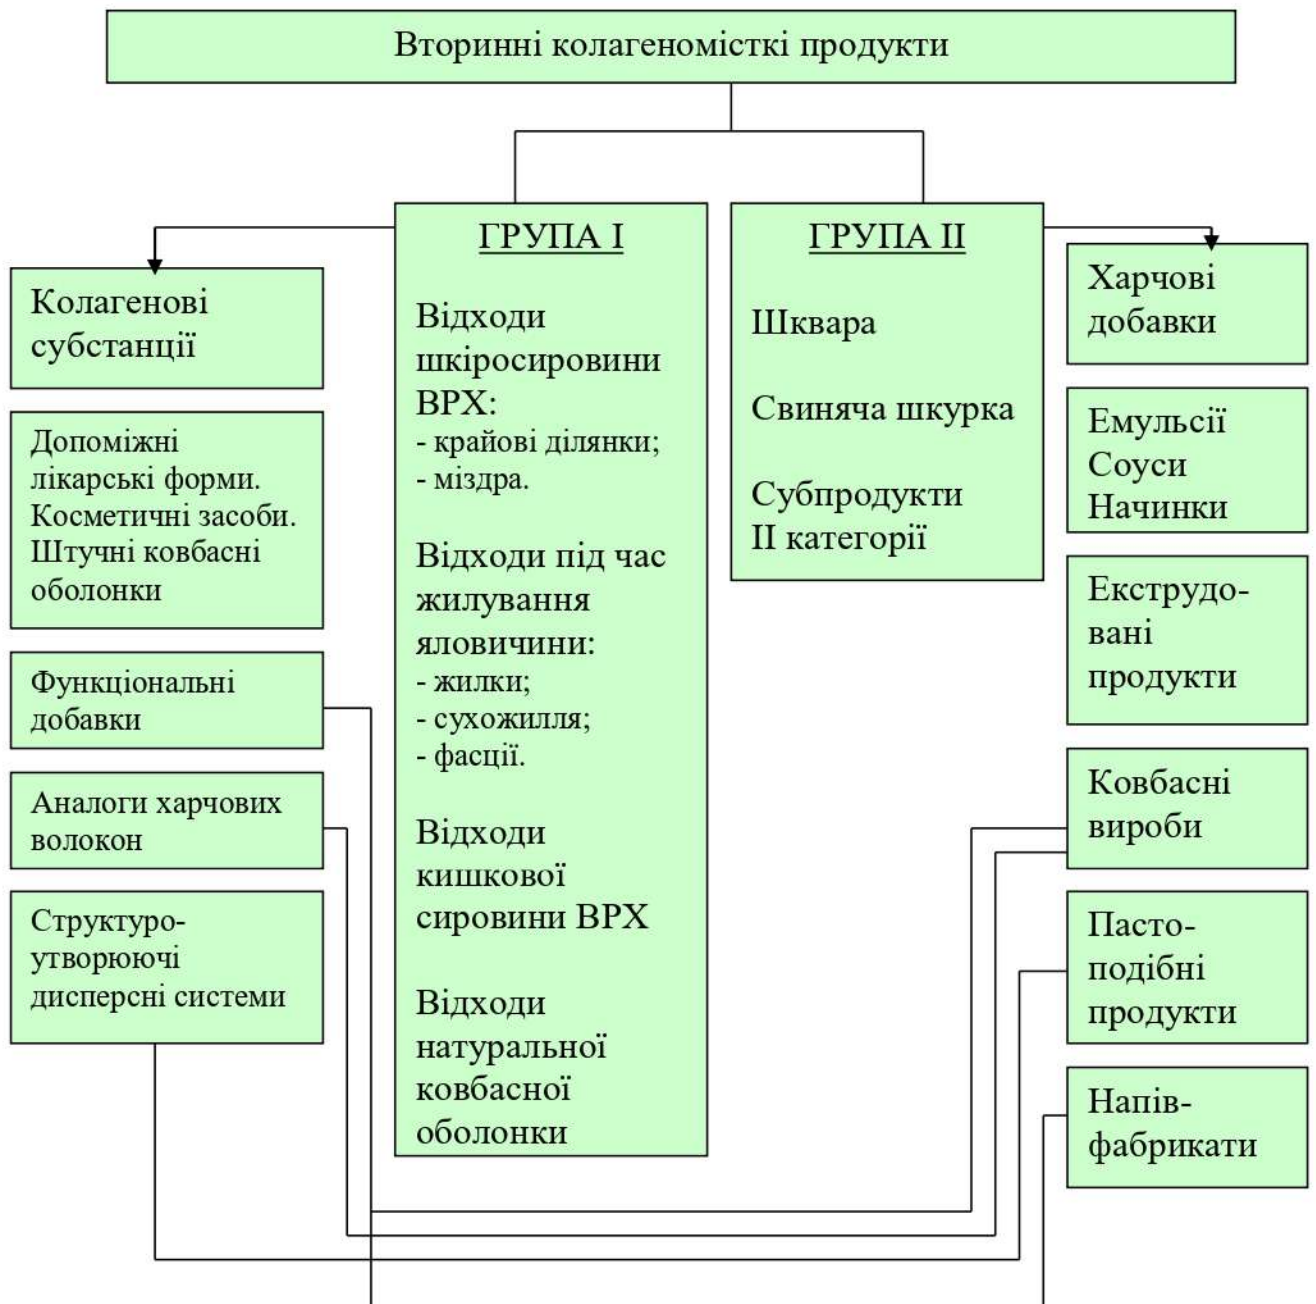 Вторинні колагеномісткі продукти
Колагенові
субстанції
Допоміжні
лікарські форми.
Косметичні засоби.
Штучні ковбасні
оболонки
Функціональні
добавки
Аналоги харчових
волокон
Структуро-
утворюючі
дисперсні системи
ГРУПА І
Відходи
шкіросировини
ВРХ:
- крайові ділянки;
- міздра.
Відходи під час
жилування
яловичини:
- жилки;
- сухожилля;
- фасції.
Відходи
кишкової
сировини ВРХ
Відходи
натуральної
ковбасної
оболонки
ГРУПА ІІ
Шквара
Свиняча шкурка
Субпродукти
ІІ категорії
Харчові
добавки
Емульсії
Соуси
Начинки
Екструдо-
вані
продукти
Ковбасні
вироби
Пасто-
подібні
продукти
Напів-
фабрикати